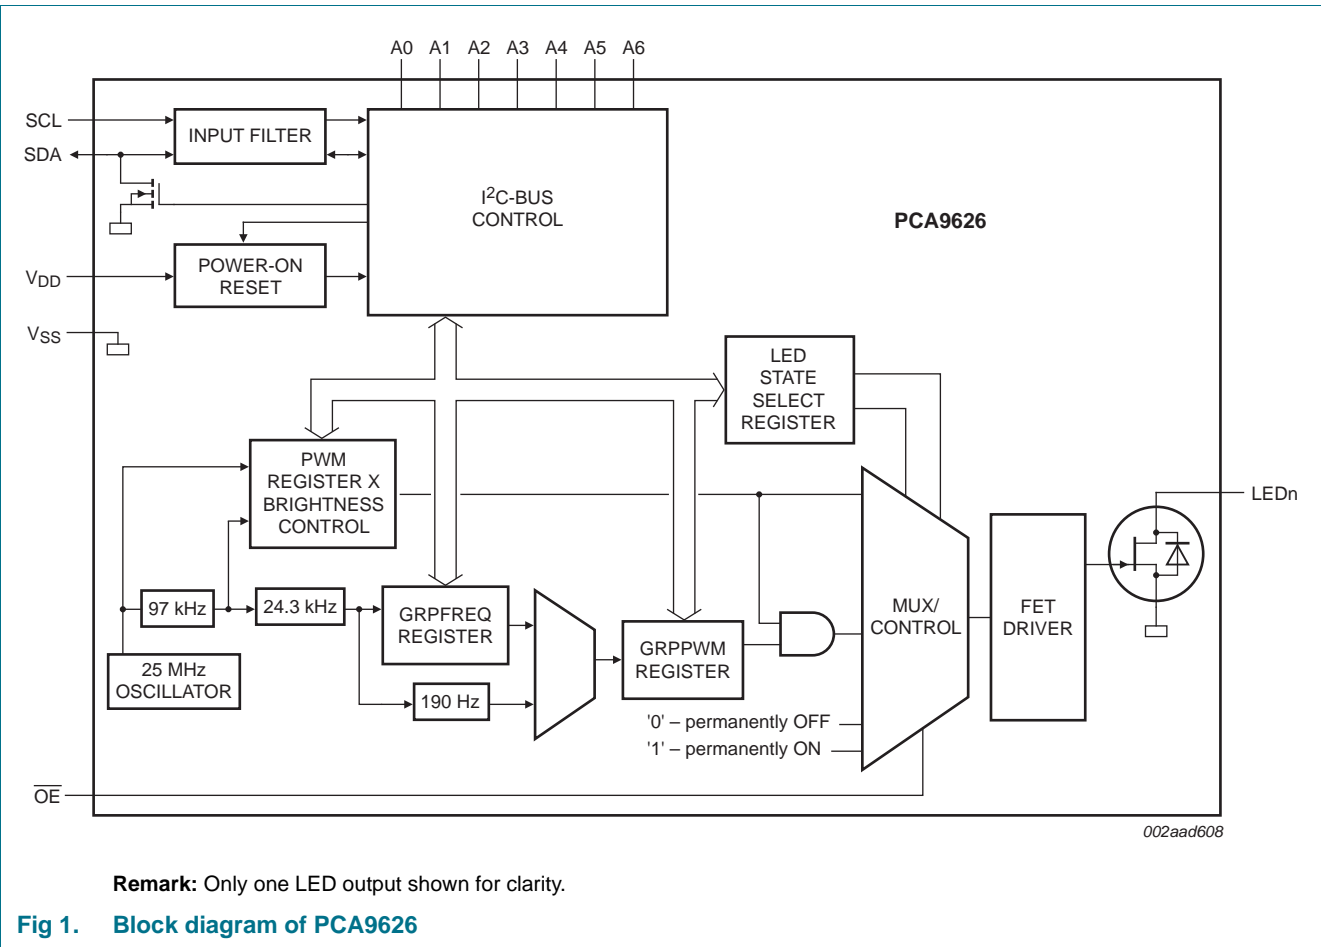 A0 A1 A2 A3 A4 A5 A6
SCL
INPUT FILTER
SDA
I2C-BUS
CONTROL
PCA9626
VDD
POWER-ON
RESET
VSS
LED
STATE
SELECT
REGISTER
PWM
REGISTER X
BRIGHTNESS
CONTROL
LEDn
97 kHz
24.3 kHz
GRPFREQ
REGISTER
MUX/
CONTROL
FET
DRIVER
GRPPWM
REGISTER
25 MHz
OSCILLATOR
190 Hz
'0' – permanently OFF
'1' – permanently ON
OE
002aad608
Remark: Only one LED output shown for clarity.
Fig 1. Block diagram of PCA9626